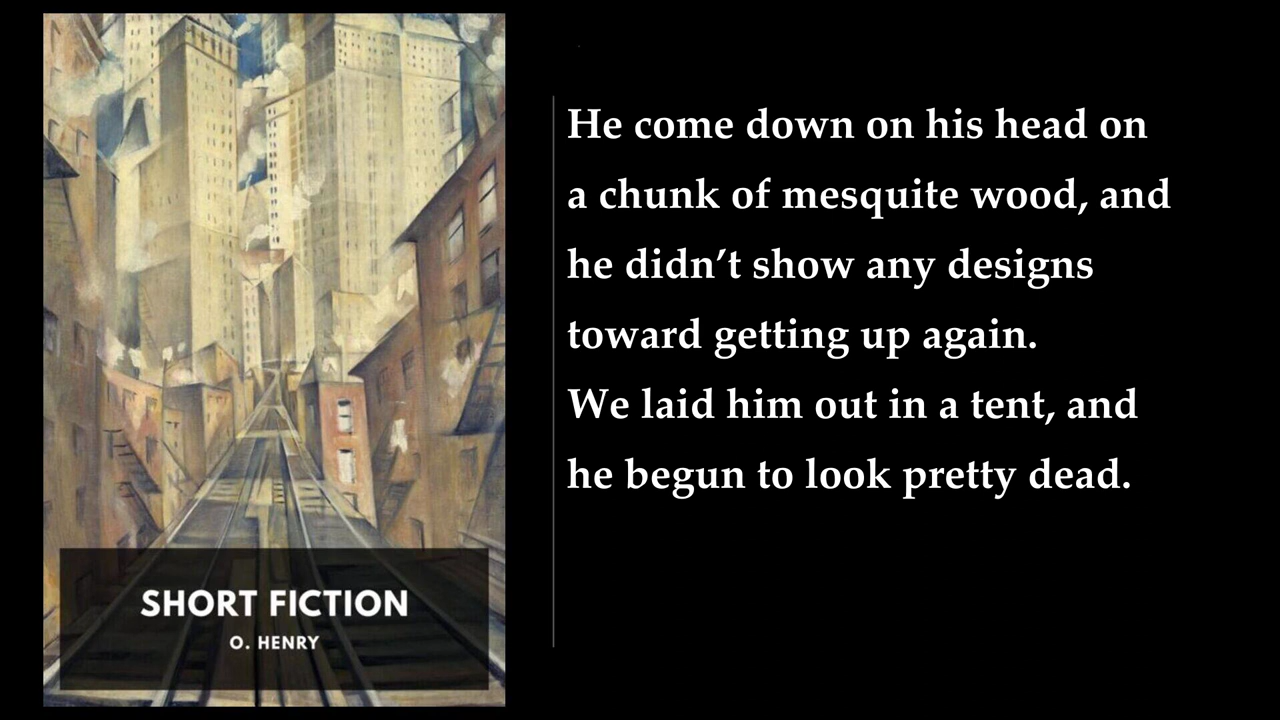 He come down on his head on
a chunk of mesquite wood, and
he didn’t show any designs
toward getting up again.
We laid him out in a tent, and
he begun to look pretty dead.
SHORT FICTION
O. HENRY